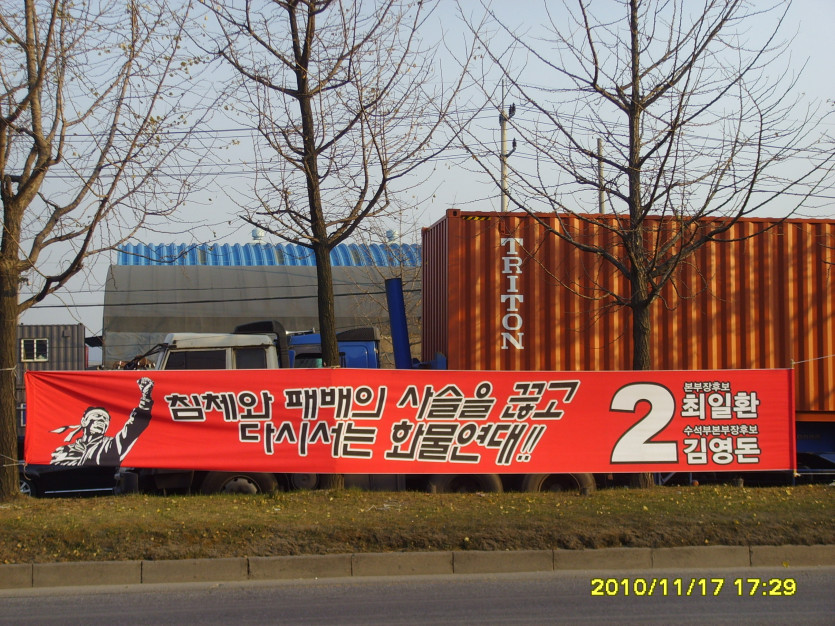 TRITON
침체와 패배의 사슬을 끊고
다시서는 화물연대!!
2
본부장후보
최일환
수석부본부장후보
김영돈
2010/11/17 17:29